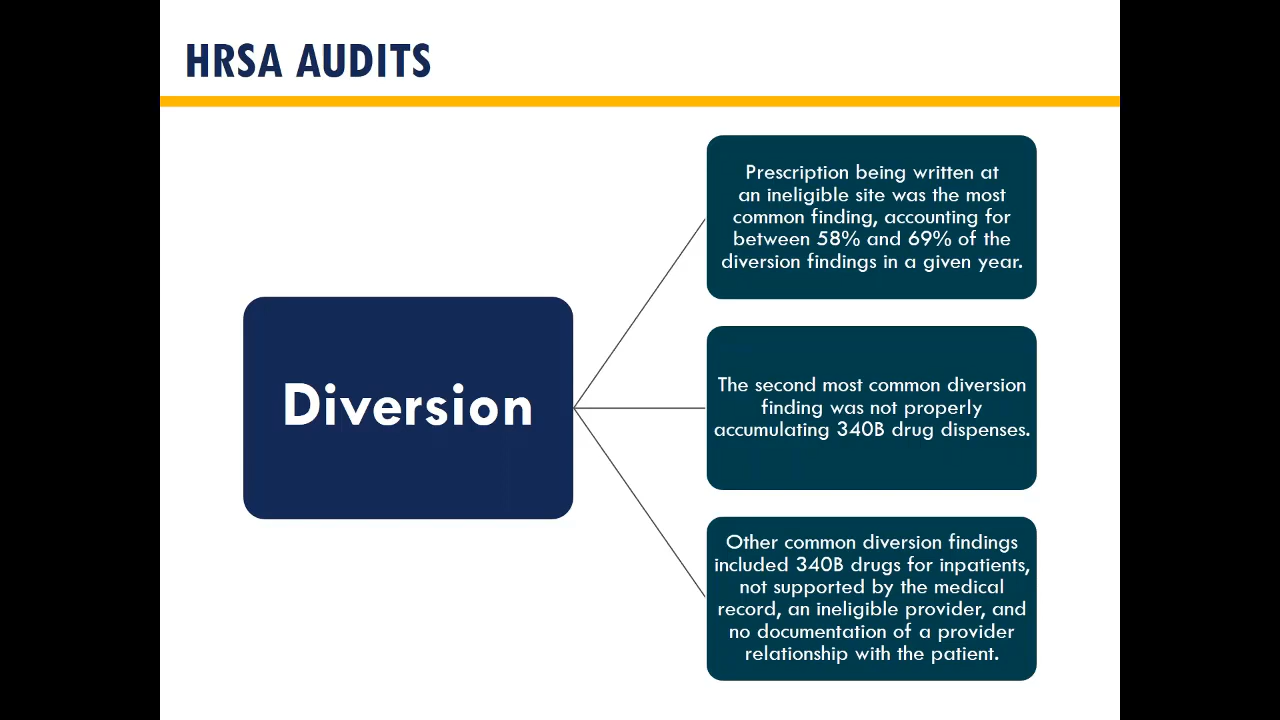 HRSA AUDITS
Diversion
Prescription being written at
an ineligible site was the most
common finding, accounting for
between 58% and 69% of the
diversion findings in a given year.
The second most common diversion
finding was not properly
accumulating 340B drug dispenses.
Other common diversion findings
included 340B drugs for inpatients,
not supported by the medical
record, an ineligible provider, and
no documentation of a provider
relationship with the patient.